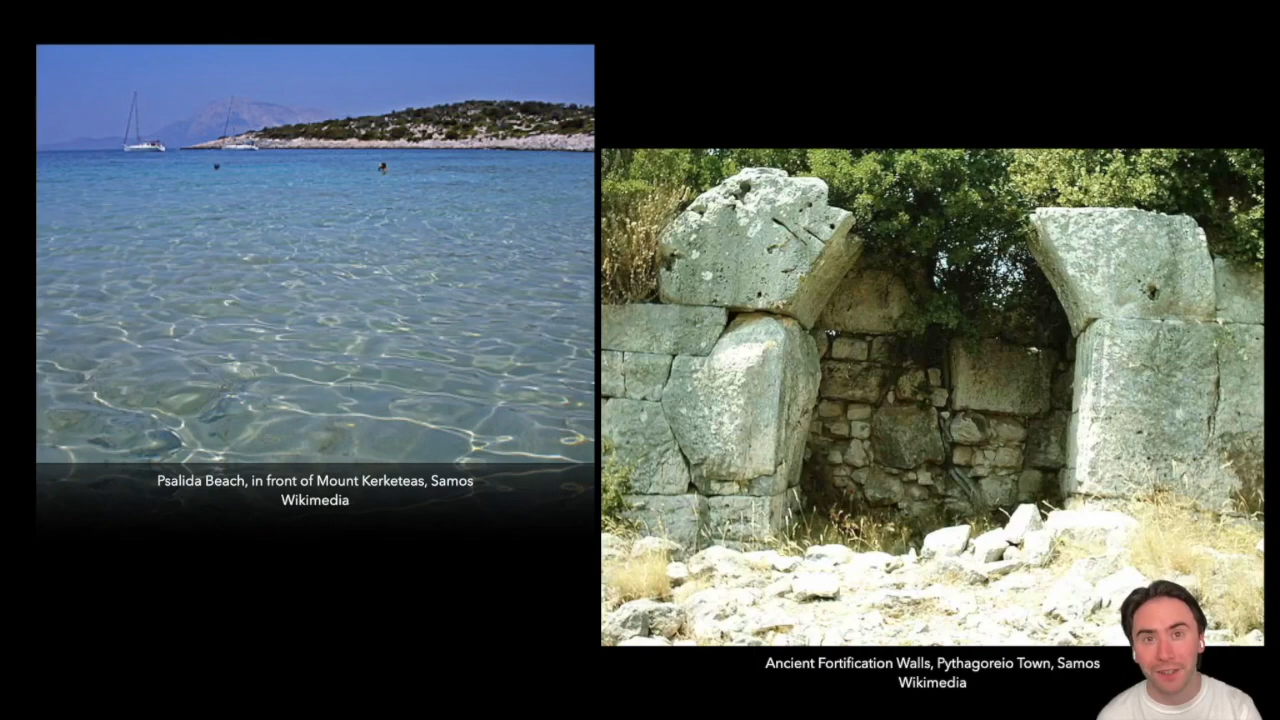 Psalida Beach, in front of Mount Kerketeas, Samos
Wikimedia
Ancient Fortification Walls, Pythagoreio Town, Samos
Wikimedia